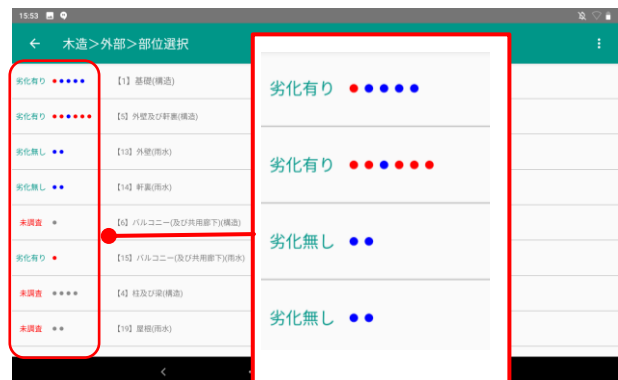 15:53
木造＞外部＞部位選択
劣化有り 【1】基礎(構造)
劣化有り 【5】外壁及び軒裏(構造)
劣化無し 【13】外壁(雨水)
劣化無し 【14】軒裏(雨水)
未調査 【6】バルコニー(及び共用廊下)(構造)
劣化有り 【15】バルコニー(及び共用廊下)(雨水)
未調査 【4】柱及び梁(構造)
未調査 【19】屋根(雨水)
劣化有り
劣化有り
劣化無し
劣化無し